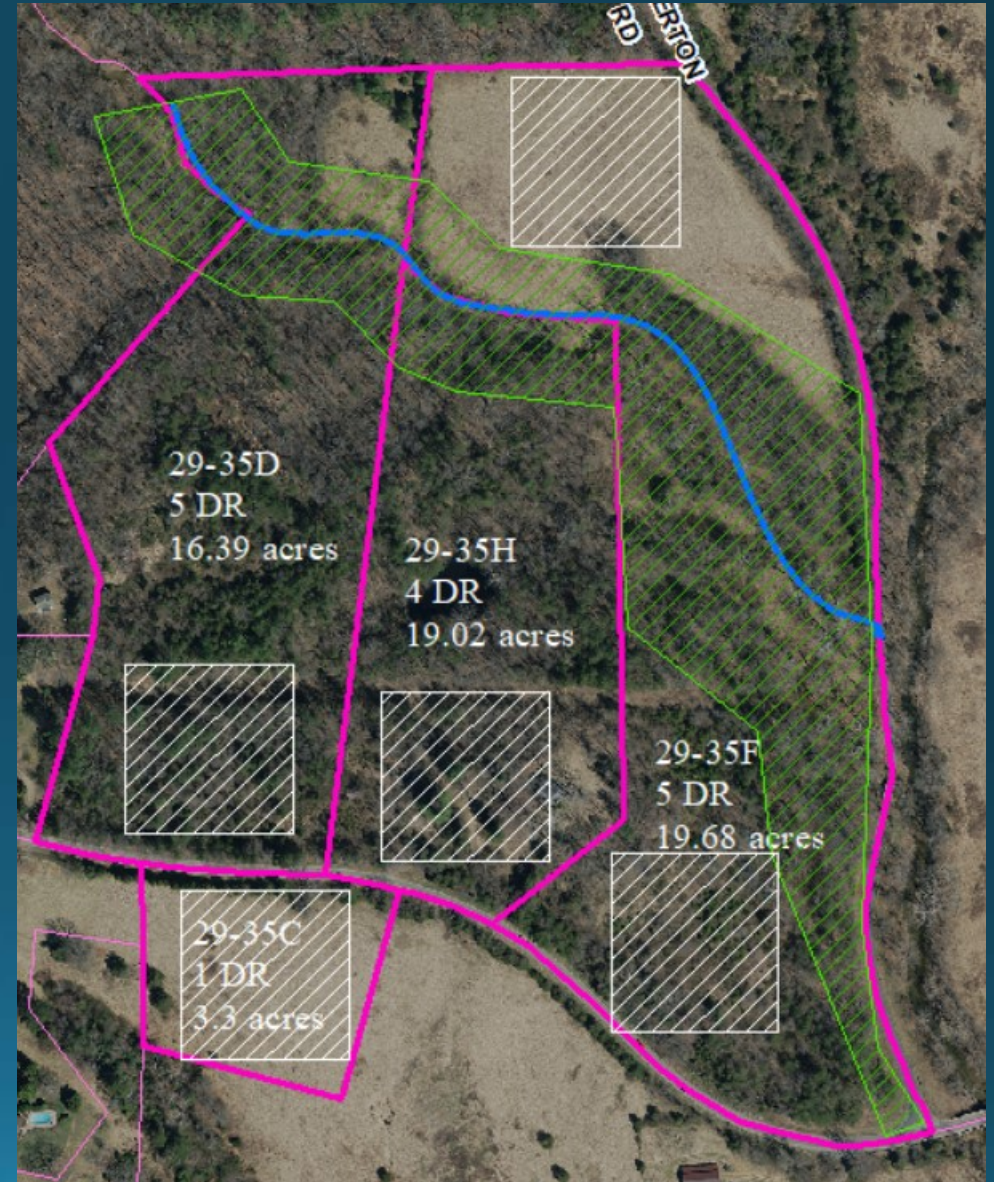 ERTON
RD
29-35D
5 DR
16.39 acres
29-35H
4 DR
19.02 acres
29-35F
5 DR
19.68 acres
29-35C
1 DR
3.3 acres